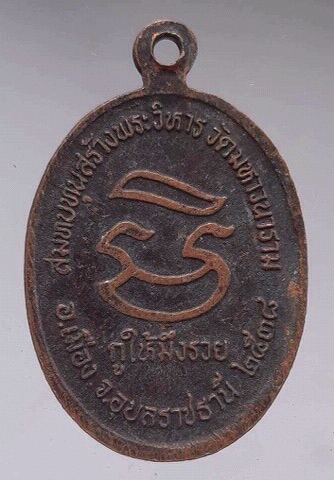 สมทบทุนสร้างพระวิหาร วัดมหาวนาราม
กูให้มึงรวย
อ.เมือง จ.อุบลราชธานี ๒๕๓๘